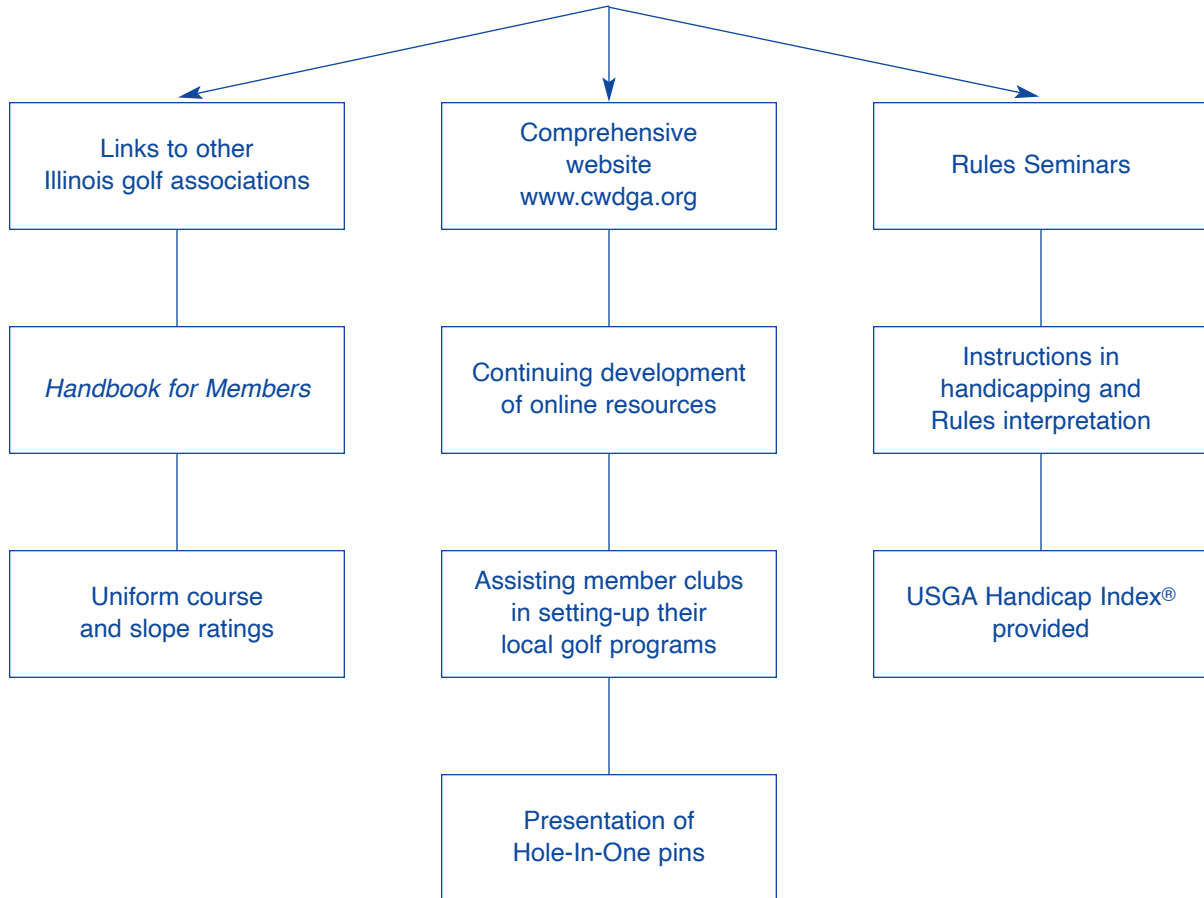 Links to other
Illinois golf associations
Comprehensive
website
www.cwdga.org
Rules Seminars
Handbook for Members
Continuing development
of online resources
Instructions in
handicapping and
Rules interpretation
Uniform course
and slope ratings
Assisting member clubs
in setting-up their
local golf programs
USGA Handicap Index®
provided
Presentation of
Hole-In-One pins